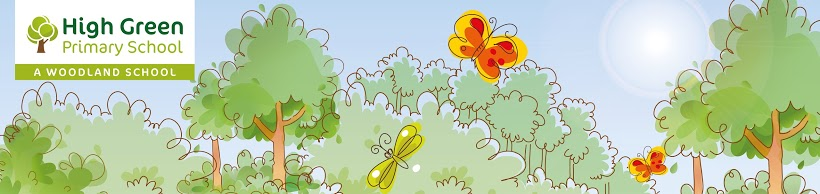 High Green
Primary School
A WOODLAND SCHOOL